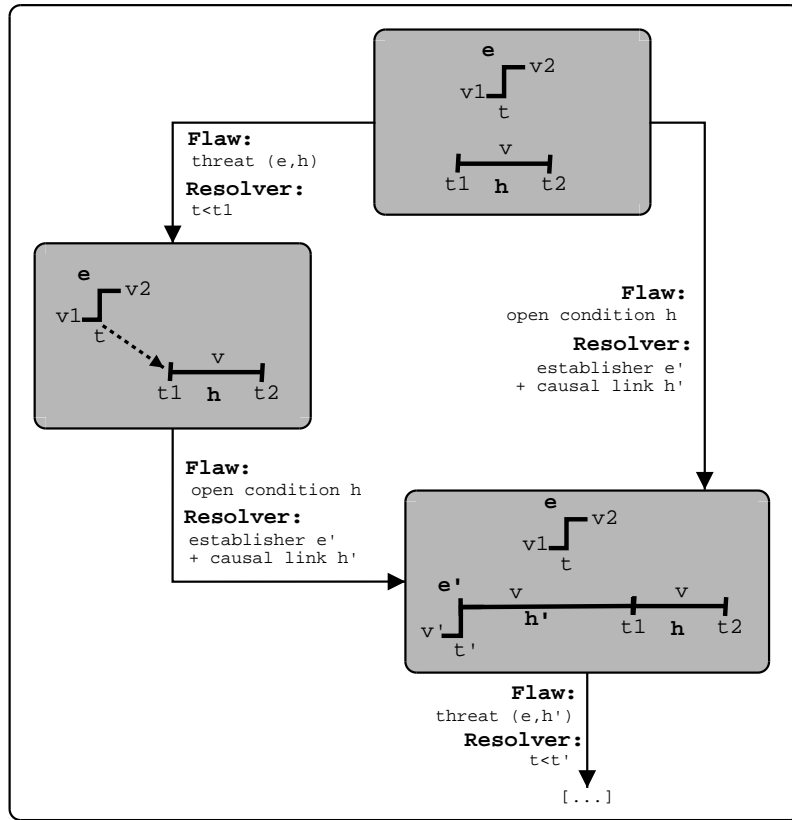 e
v2
v1
t
v
t1 h t2
Flaw:
threat (e,h)
Resolver:
t<t1
e
v2
v1
t
v
t1 h t2
Flaw:
open condition h
Resolver:
establisher e'
+ causal link h'
Flaw:
open condition h
Resolver:
establisher e'
+ causal link h'
e
v2
v1
t
e' v v
v' h' t1 h t2
t'
Flaw:
threat (e,h')
Resolver:
t<t'
[...]